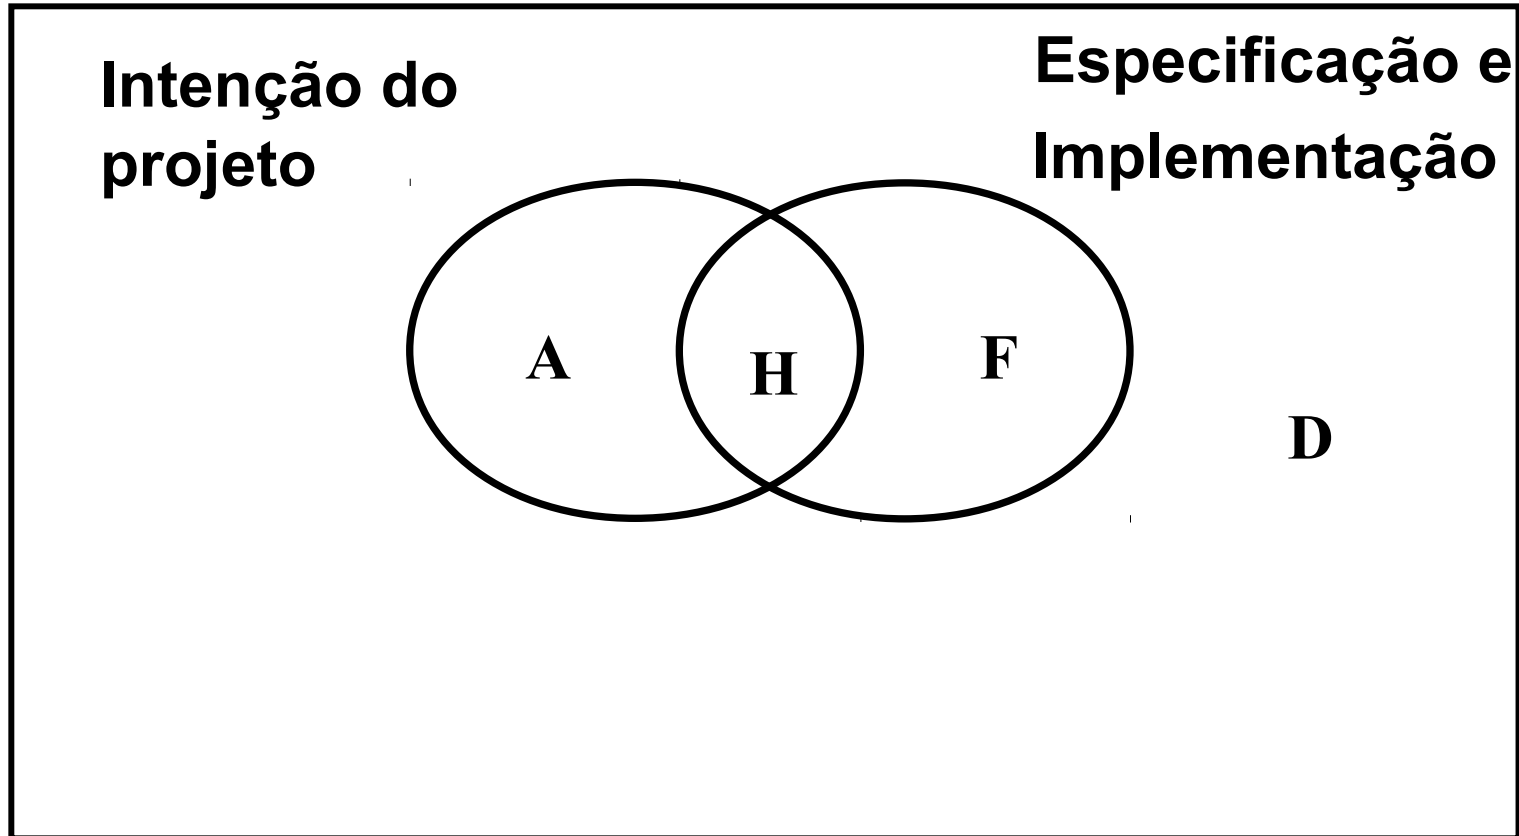 Intenção do
projeto
Especificação e
Implementação
A
H
F
D